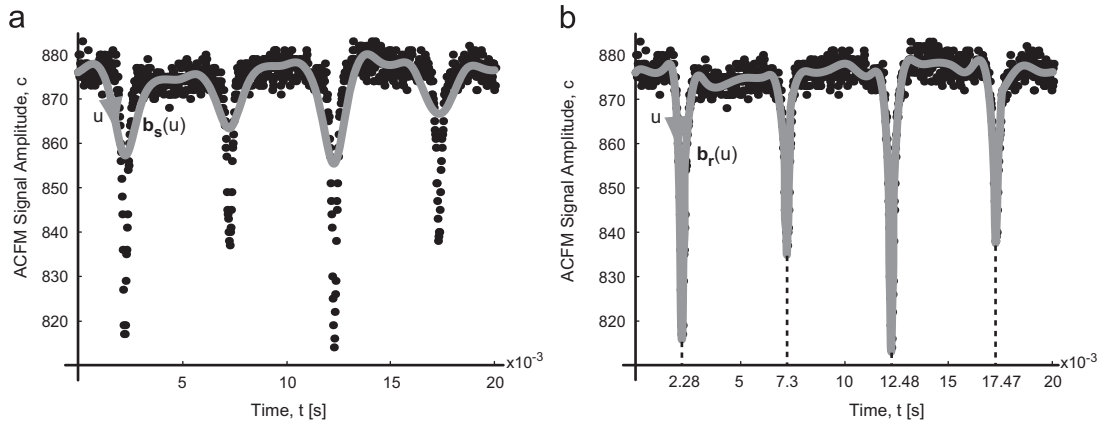 a
ACFM Signal Amplitude, c
880
870
860
850
840
830
820
u
b_s(u)
5
10
15
20
x10^-3
Time, t [s]
b
ACFM Signal Amplitude, c
880
870
860
850
840
830
820
u
b_r(u)
2.28
5
7.3
10
12.48
15
17.47
20
x10^-3
Time, t [s]